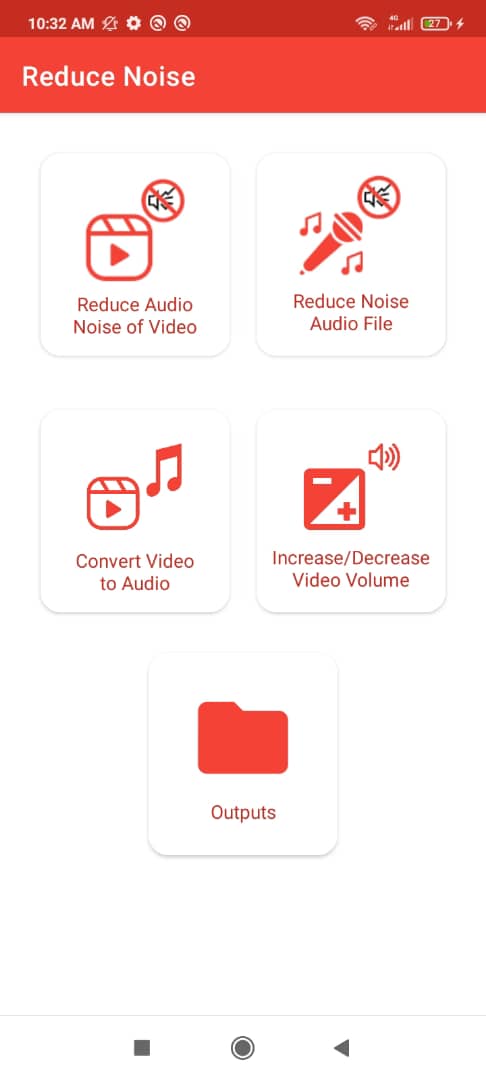 10:32 AM 4G 27
Reduce Noise
Reduce Audio
Noise of Video
Reduce Noise
Audio File
Convert Video
to Audio
Increase/Decrease
Video Volume
Outputs